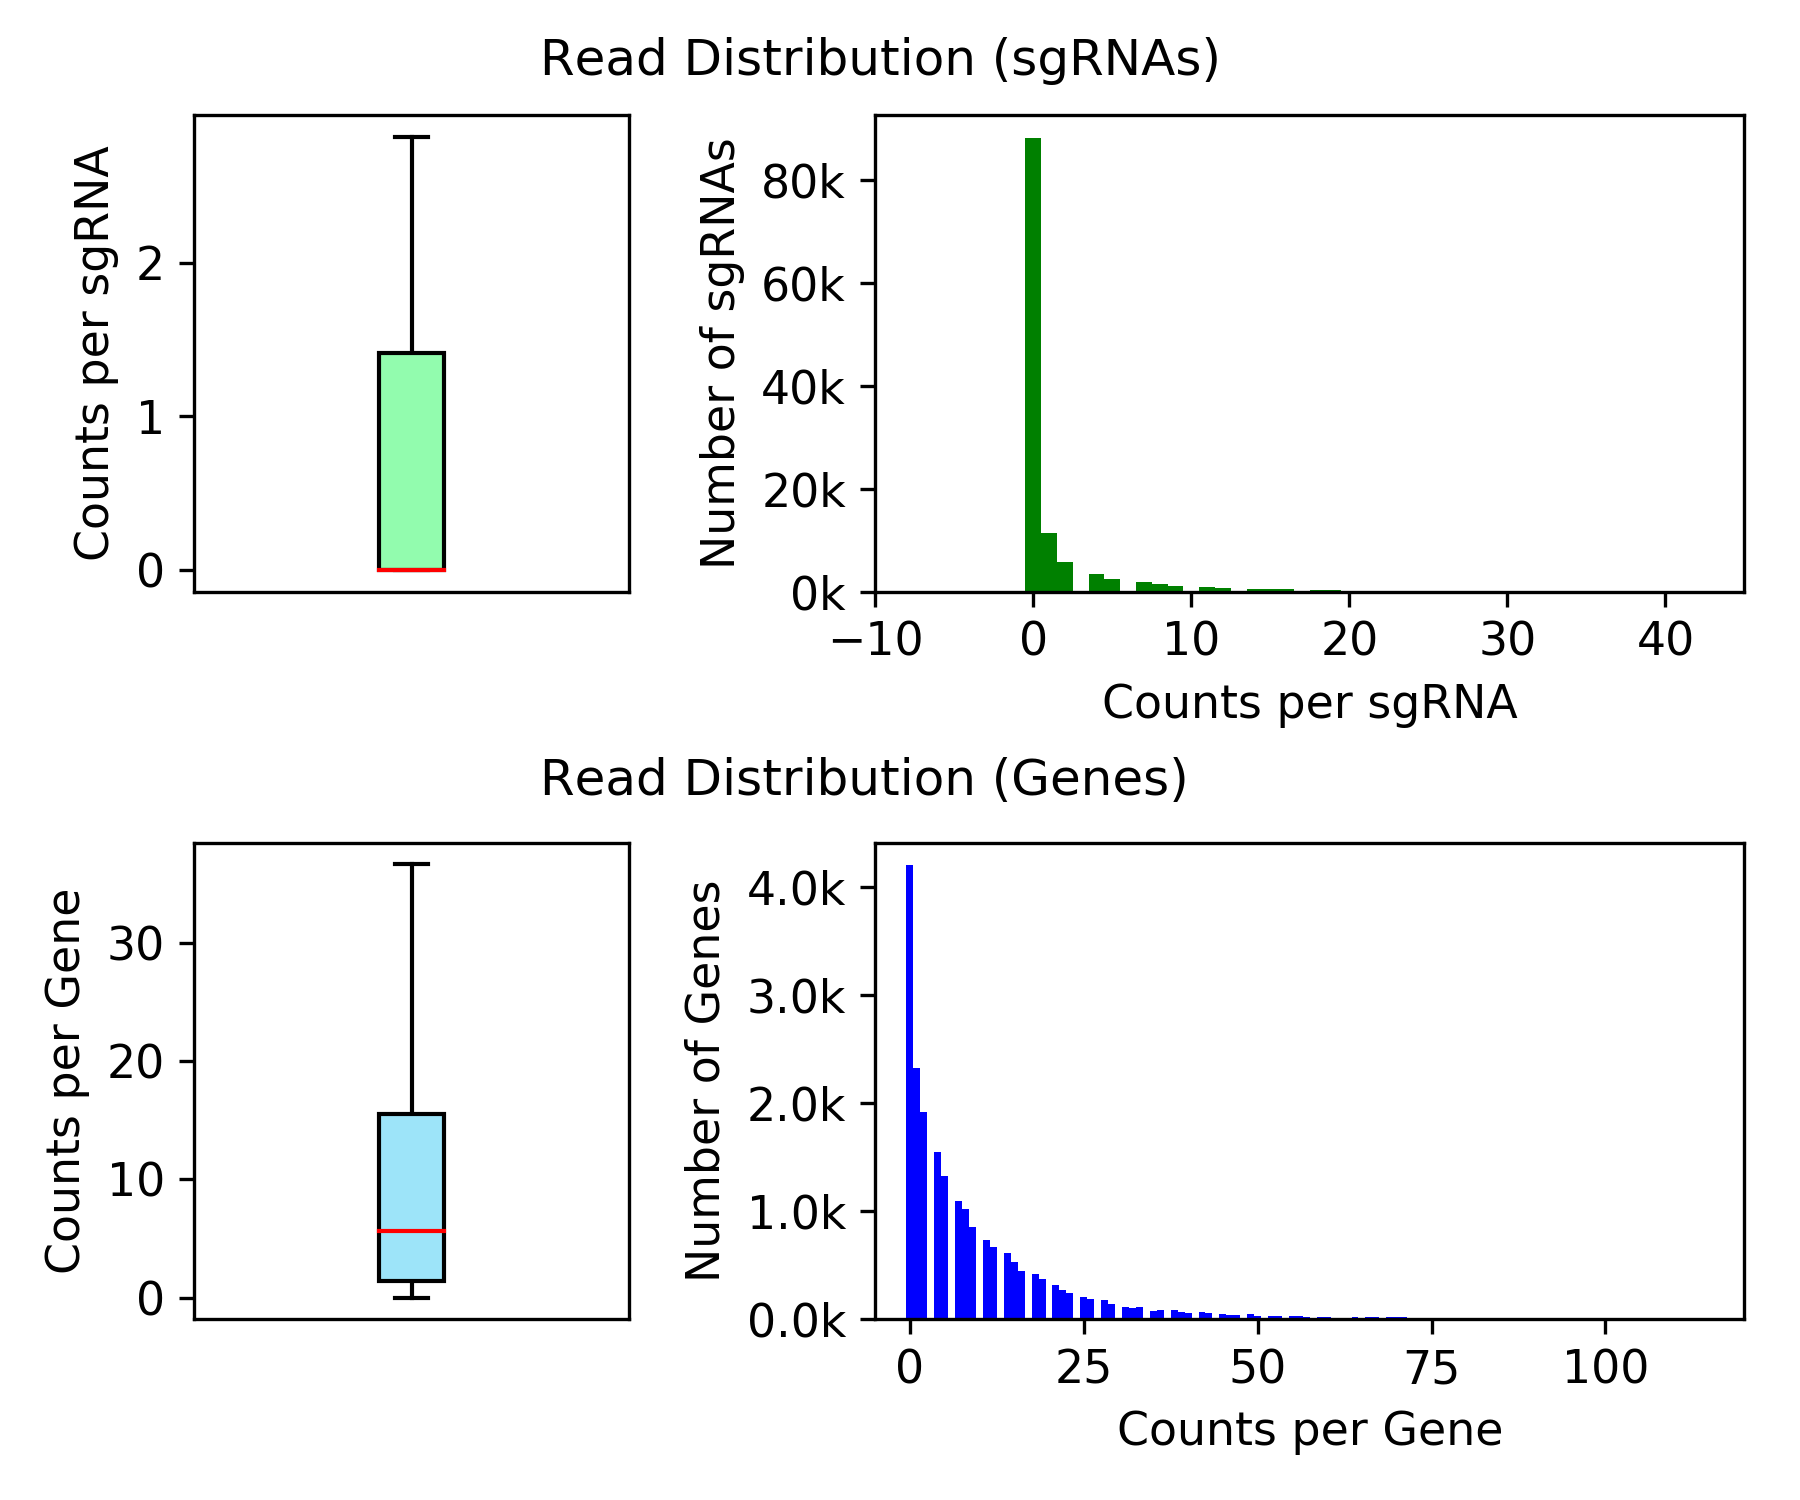 Read Distribution (sgRNAs)
Counts per sgRNA
2
1
0
Number of sgRNAs
80k
60k
40k
20k
0k
−10 0 10 20 30 40
Counts per sgRNA
Read Distribution (Genes)
Counts per Gene
30
20
10
0
Number of Genes
4.0k
3.0k
2.0k
1.0k
0.0k
0 25 50 75 100
Counts per Gene